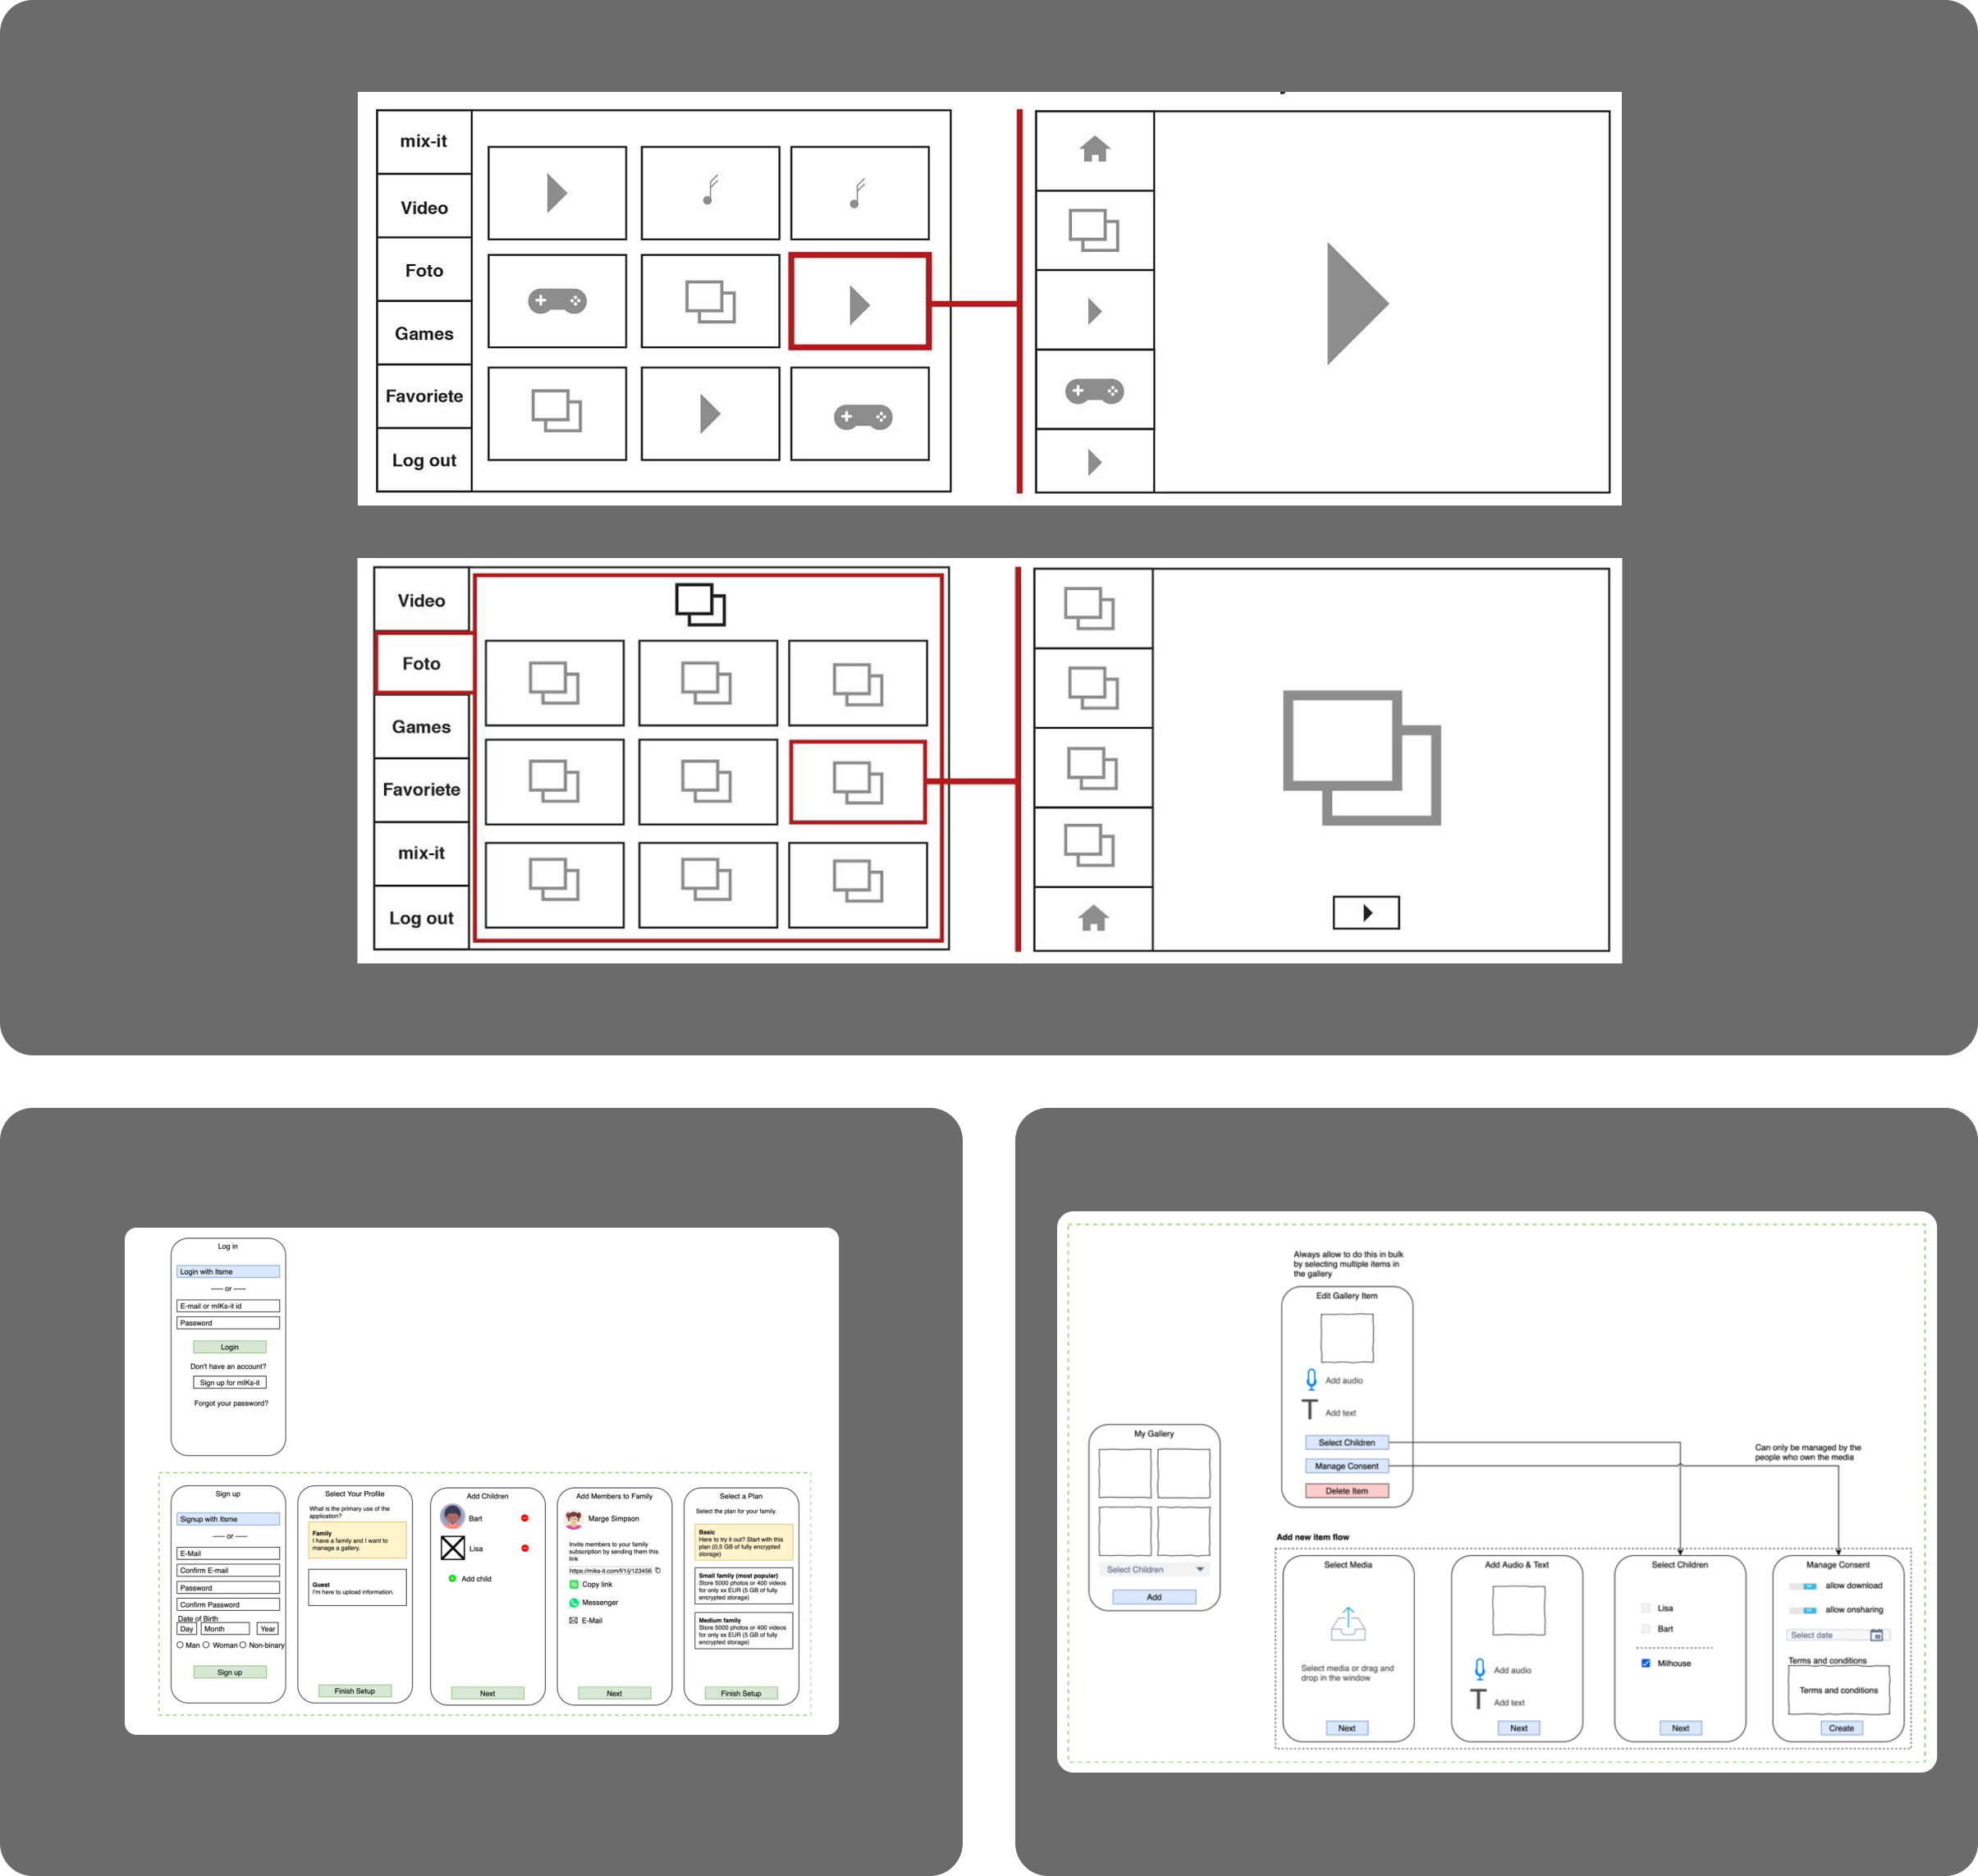 mix-it
Video
Foto
Games
Favoriete
Log out
Video
Foto
Games
Favoriete
mix-it
Log out
Log in
Login with Itsme
or
E-mail or mIKs-it id
Password
Login
Don't have an account?
Sign up for mIKs-it
Forgot your password?
Sign up
Signup with Itsme
or
E-Mail
Confirm E-mail
Password
Confirm Password
Date of Birth
Day
Month
Year
Man
Woman
Non-binary
Sign up
Select Your Profile
What is the primary use of the
application?
Family
I have a family and I want to
manage a gallery.
Guest
I'm here to upload information.
Finish Setup
Add Children
Bart
Lisa
Add child
Next
Add Members to Family
Marge Simpson
Invite members to your family
subscription by sending them this
link
https://miks-it.com/f/1/j/123456
Copy link
Messenger
E-Mail
Next
Select a Plan
Select the plan for your family.
Basic
Here to try it out? Start with this
plan (0,5 GB of fully encrypted
storage)
Small family (most popular)
Store 5000 photos or 400 videos
for only xx EUR (5 GB of fully
encrypted storage)
Medium family
Store 5000 photos or 400 videos
for only xx EUR (5 GB of fully
encrypted storage)
Finish Setup
My Gallery
Select Children
Add
Always allow to do this in bulk
by selecting multiple items in
the gallery
Edit Gallery Item
Add audio
Add text
Select Children
Manage Consent
Delete Item
Can only be managed by the
people who own the media
Add new item flow
Select Media
Select media or drag and
drop in the window
Next
Add Audio & Text
Add audio
Add text
Next
Select Children
Lisa
Bart
Milhouse
Next
Manage Consent
allow download
allow onsharing
Select date
Terms and conditions
Terms and conditions
Create